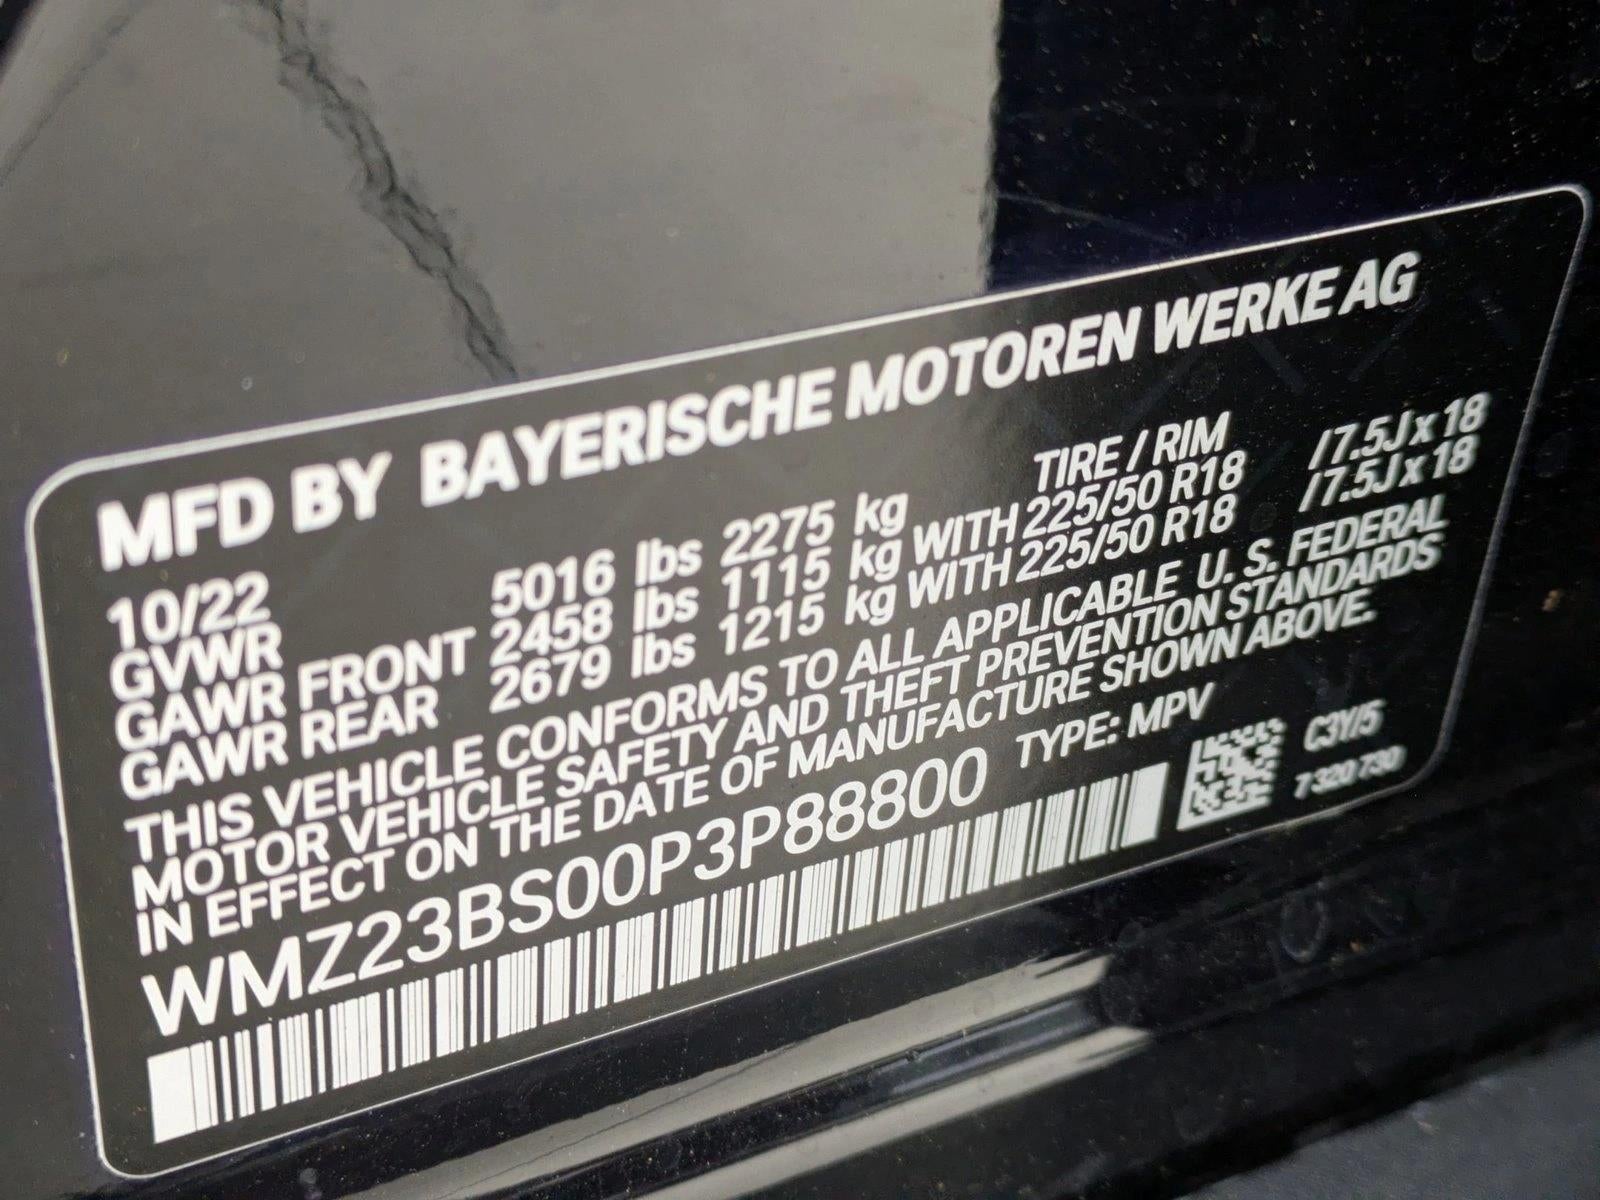 MFD BY BAYERISCHE MOTOREN WERKE AG
10/22 TIRE / RIM
GVWR 5016 lbs 2275 kg
GAWR FRONT 2458 lbs 1115 kg WITH 225/50 R18 /7.5J x 18
GAWR REAR 2679 lbs 1215 kg WITH 225/50 R18 /7.5J x 18
THIS VEHICLE CONFORMS TO ALL APPLICABLE U. S. FEDERAL
MOTOR VEHICLE SAFETY AND THEFT PREVENTION STANDARDS
IN EFFECT ON THE DATE OF MANUFACTURE SHOWN ABOVE.
WMZ23BS00P3P88800 TYPE: MPV
C3Y/5
7 320 730